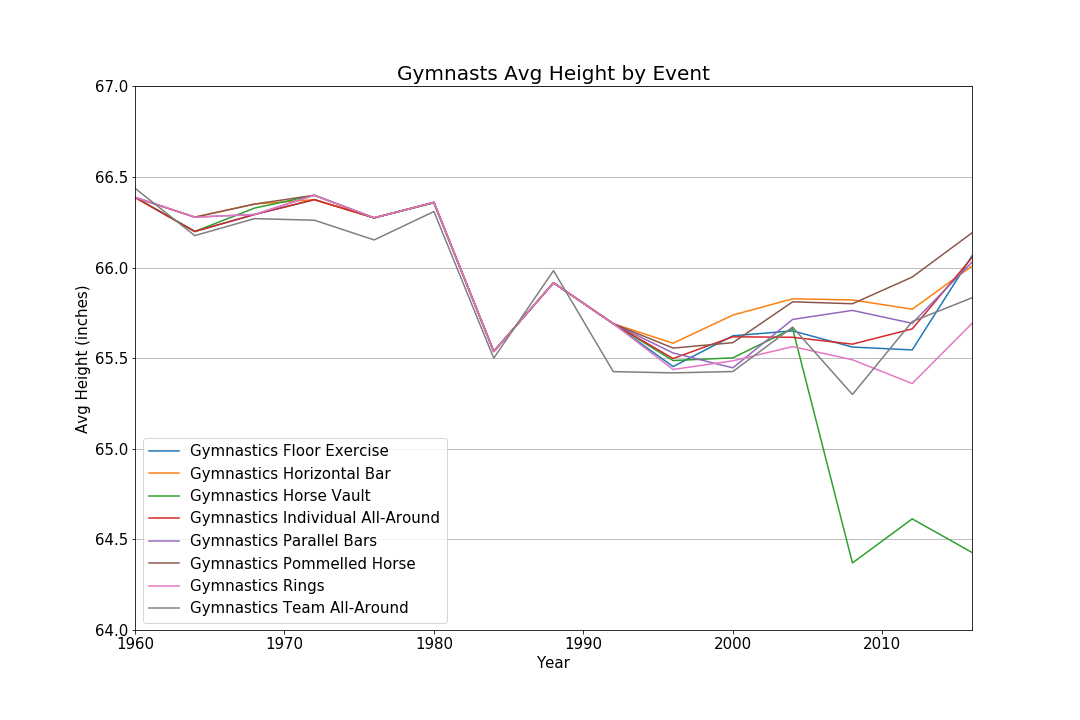 Gymnasts Avg Height by Event
67.0
66.5
66.0
65.5
65.0
64.5
64.0
Avg Height (inches)
Gymnastics Floor Exercise
Gymnastics Horizontal Bar
Gymnastics Horse Vault
Gymnastics Individual All-Around
Gymnastics Parallel Bars
Gymnastics Pommelled Horse
Gymnastics Rings
Gymnastics Team All-Around
1960 1970 1980 1990 2000 2010
Year